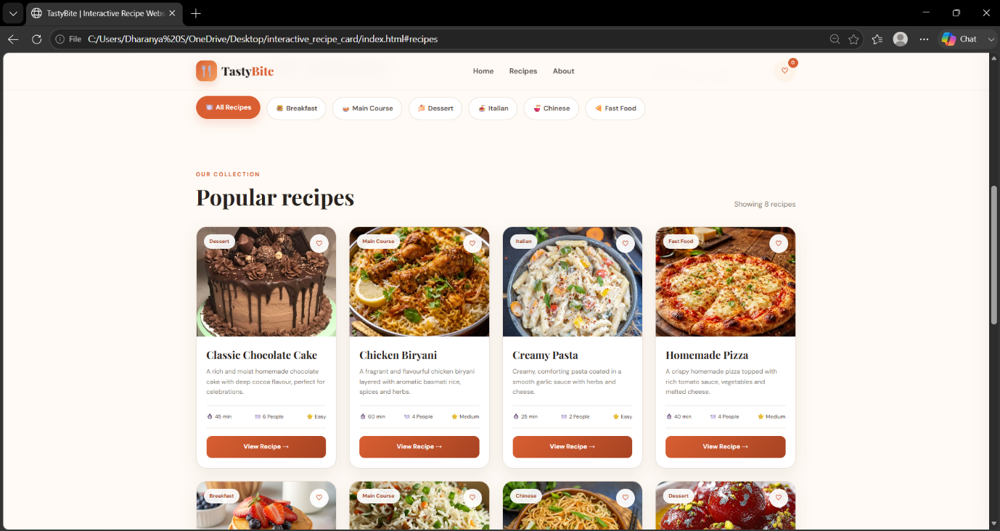 TastyBite | Interactive Recipe Webs
File C:/Users/Dharanya%20S/OneDrive/Desktop/interactive_recipe_card/index.html#recipes
Chat
TastyBite
Home Recipes About
0
All Recipes Breakfast Main Course Dessert Italian Chinese Fast Food
OUR COLLECTION
Popular recipes
Showing 8 recipes
Dessert
Classic Chocolate Cake
A rich and moist homemade chocolate
cake with deep cocoa flavour, perfect for
celebrations.
45 min 6 People Easy
View Recipe →
Main Course
Chicken Biryani
A fragrant and flavourful chicken biryani
layered with aromatic basmati rice,
spices and herbs.
60 min 4 People Medium
View Recipe →
Italian
Creamy Pasta
Creamy, comforting pasta coated in a
smooth garlic sauce with herbs and
cheese.
25 min 2 People Easy
View Recipe →
Fast Food
Homemade Pizza
A crispy homemade pizza topped with
rich tomato sauce, vegetables and
melted cheese.
40 min 4 People Medium
View Recipe →
Breakfast
Main Course
Chinese
Dessert